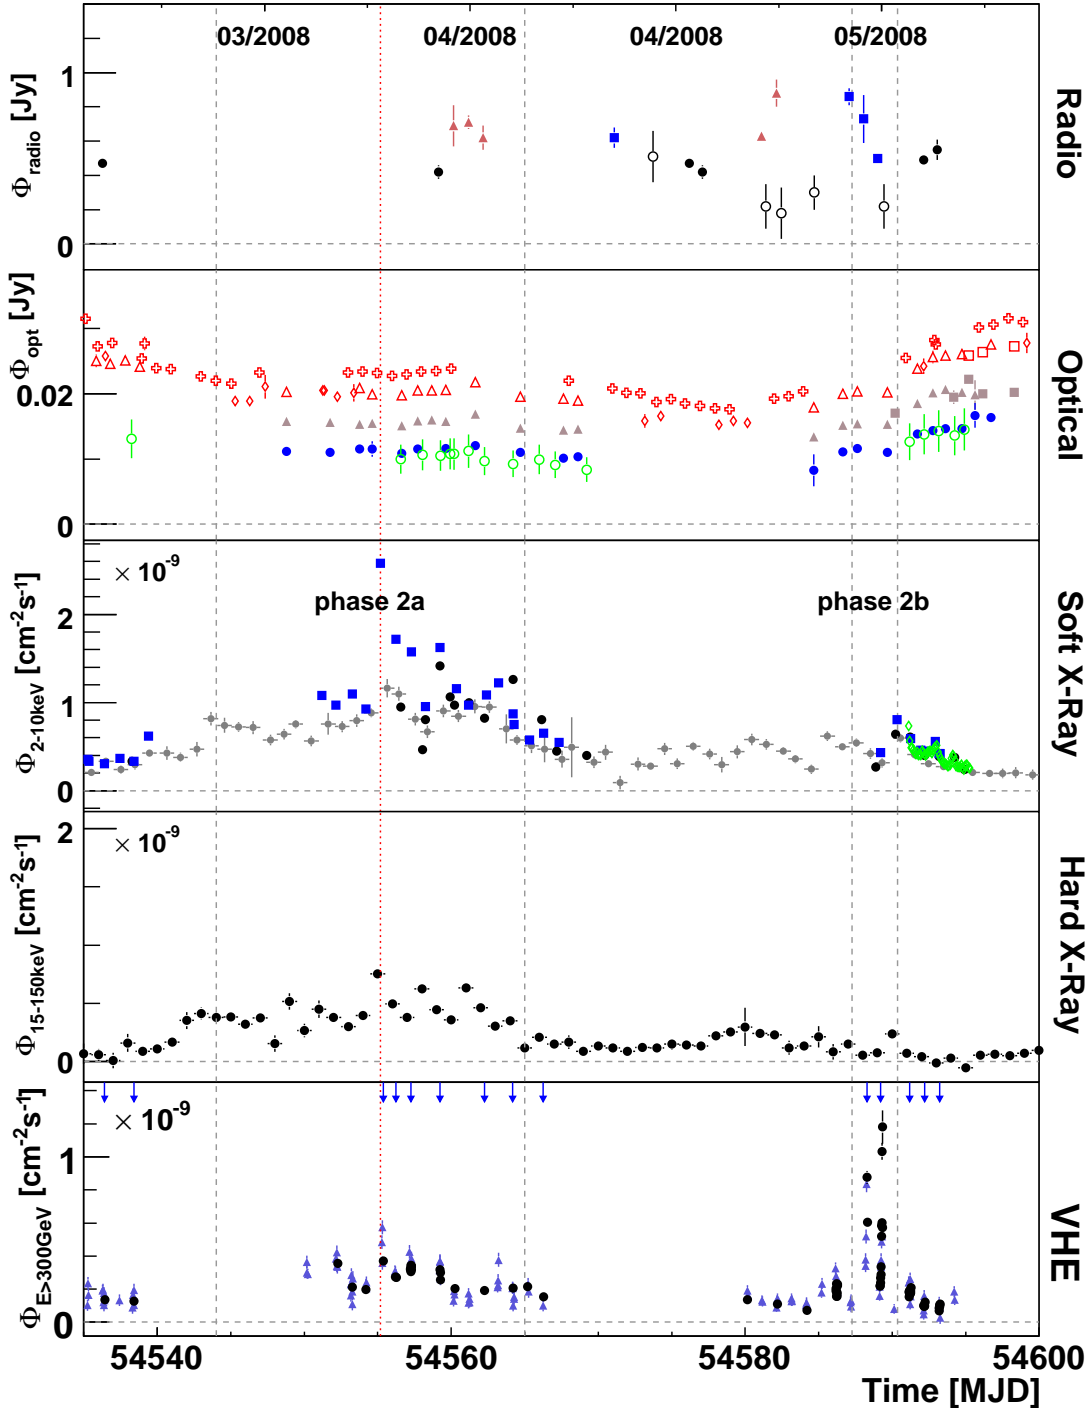 03/2008 04/2008 04/2008 05/2008
1
0
Φradio [Jy]
Radio
0.02
0
Φopt [Jy]
Optical
× 10⁻⁹
phase 2a phase 2b
2
1
0
Φ2-10keV [cm⁻²s⁻¹]
Soft X-Ray
2
× 10⁻⁹
0
Φ15-150keV [cm⁻²s⁻¹]
Hard X-Ray
× 10⁻⁹
1
0
ΦE>300GeV [cm⁻²s⁻¹]
VHE
54540 54560 54580 54600
Time [MJD]